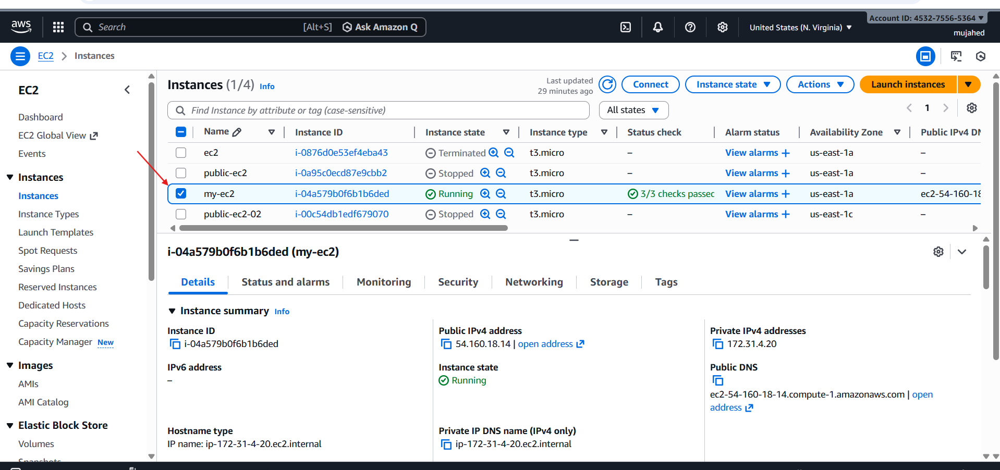 aws
Search [Alt+S] Ask Amazon Q
United States (N. Virginia) ▼
Account ID: 4532-7556-5364 ▼
mujahed
EC2 > Instances
EC2
Dashboard
EC2 Global View
Events
Instances
Instances
Instance Types
Launch Templates
Spot Requests
Savings Plans
Reserved Instances
Dedicated Hosts
Capacity Reservations
Capacity Manager New
Images
AMIs
AMI Catalog
Elastic Block Store
Volumes
Snapshots
Instances (1/4) Info
Last updated
29 minutes ago
Connect
Instance state
Actions
Launch instances
Find Instance by attribute or tag (case-sensitive)
All states
1
Name Instance ID Instance state Instance type Status check Alarm status Availability Zone Public IPv4 DN
ec2 i-0876d0e53ef4eba43 Terminated t3.micro – View alarms + us-east-1a –
public-ec2 i-0a95c0ecd87e9cbb2 Stopped t3.micro – View alarms + us-east-1a –
my-ec2 i-04a579b0f6b1b6ded Running t3.micro 3/3 checks passed View alarms + us-east-1a ec2-54-160-18
public-ec2-02 i-00c54db1edf679070 Stopped t3.micro – View alarms + us-east-1c –
i-04a579b0f6b1b6ded (my-ec2)
Details Status and alarms Monitoring Security Networking Storage Tags
Instance summary Info
Instance ID
i-04a579b0f6b1b6ded
Public IPv4 address
54.160.18.14 | open address
Private IPv4 addresses
172.31.4.20
IPv6 address
–
Instance state
Running
Public DNS
ec2-54-160-18-14.compute-1.amazonaws.com | open
address
Hostname type
IP name: ip-172-31-4-20.ec2.internal
Private IP DNS name (IPv4 only)
ip-172-31-4-20.ec2.internal